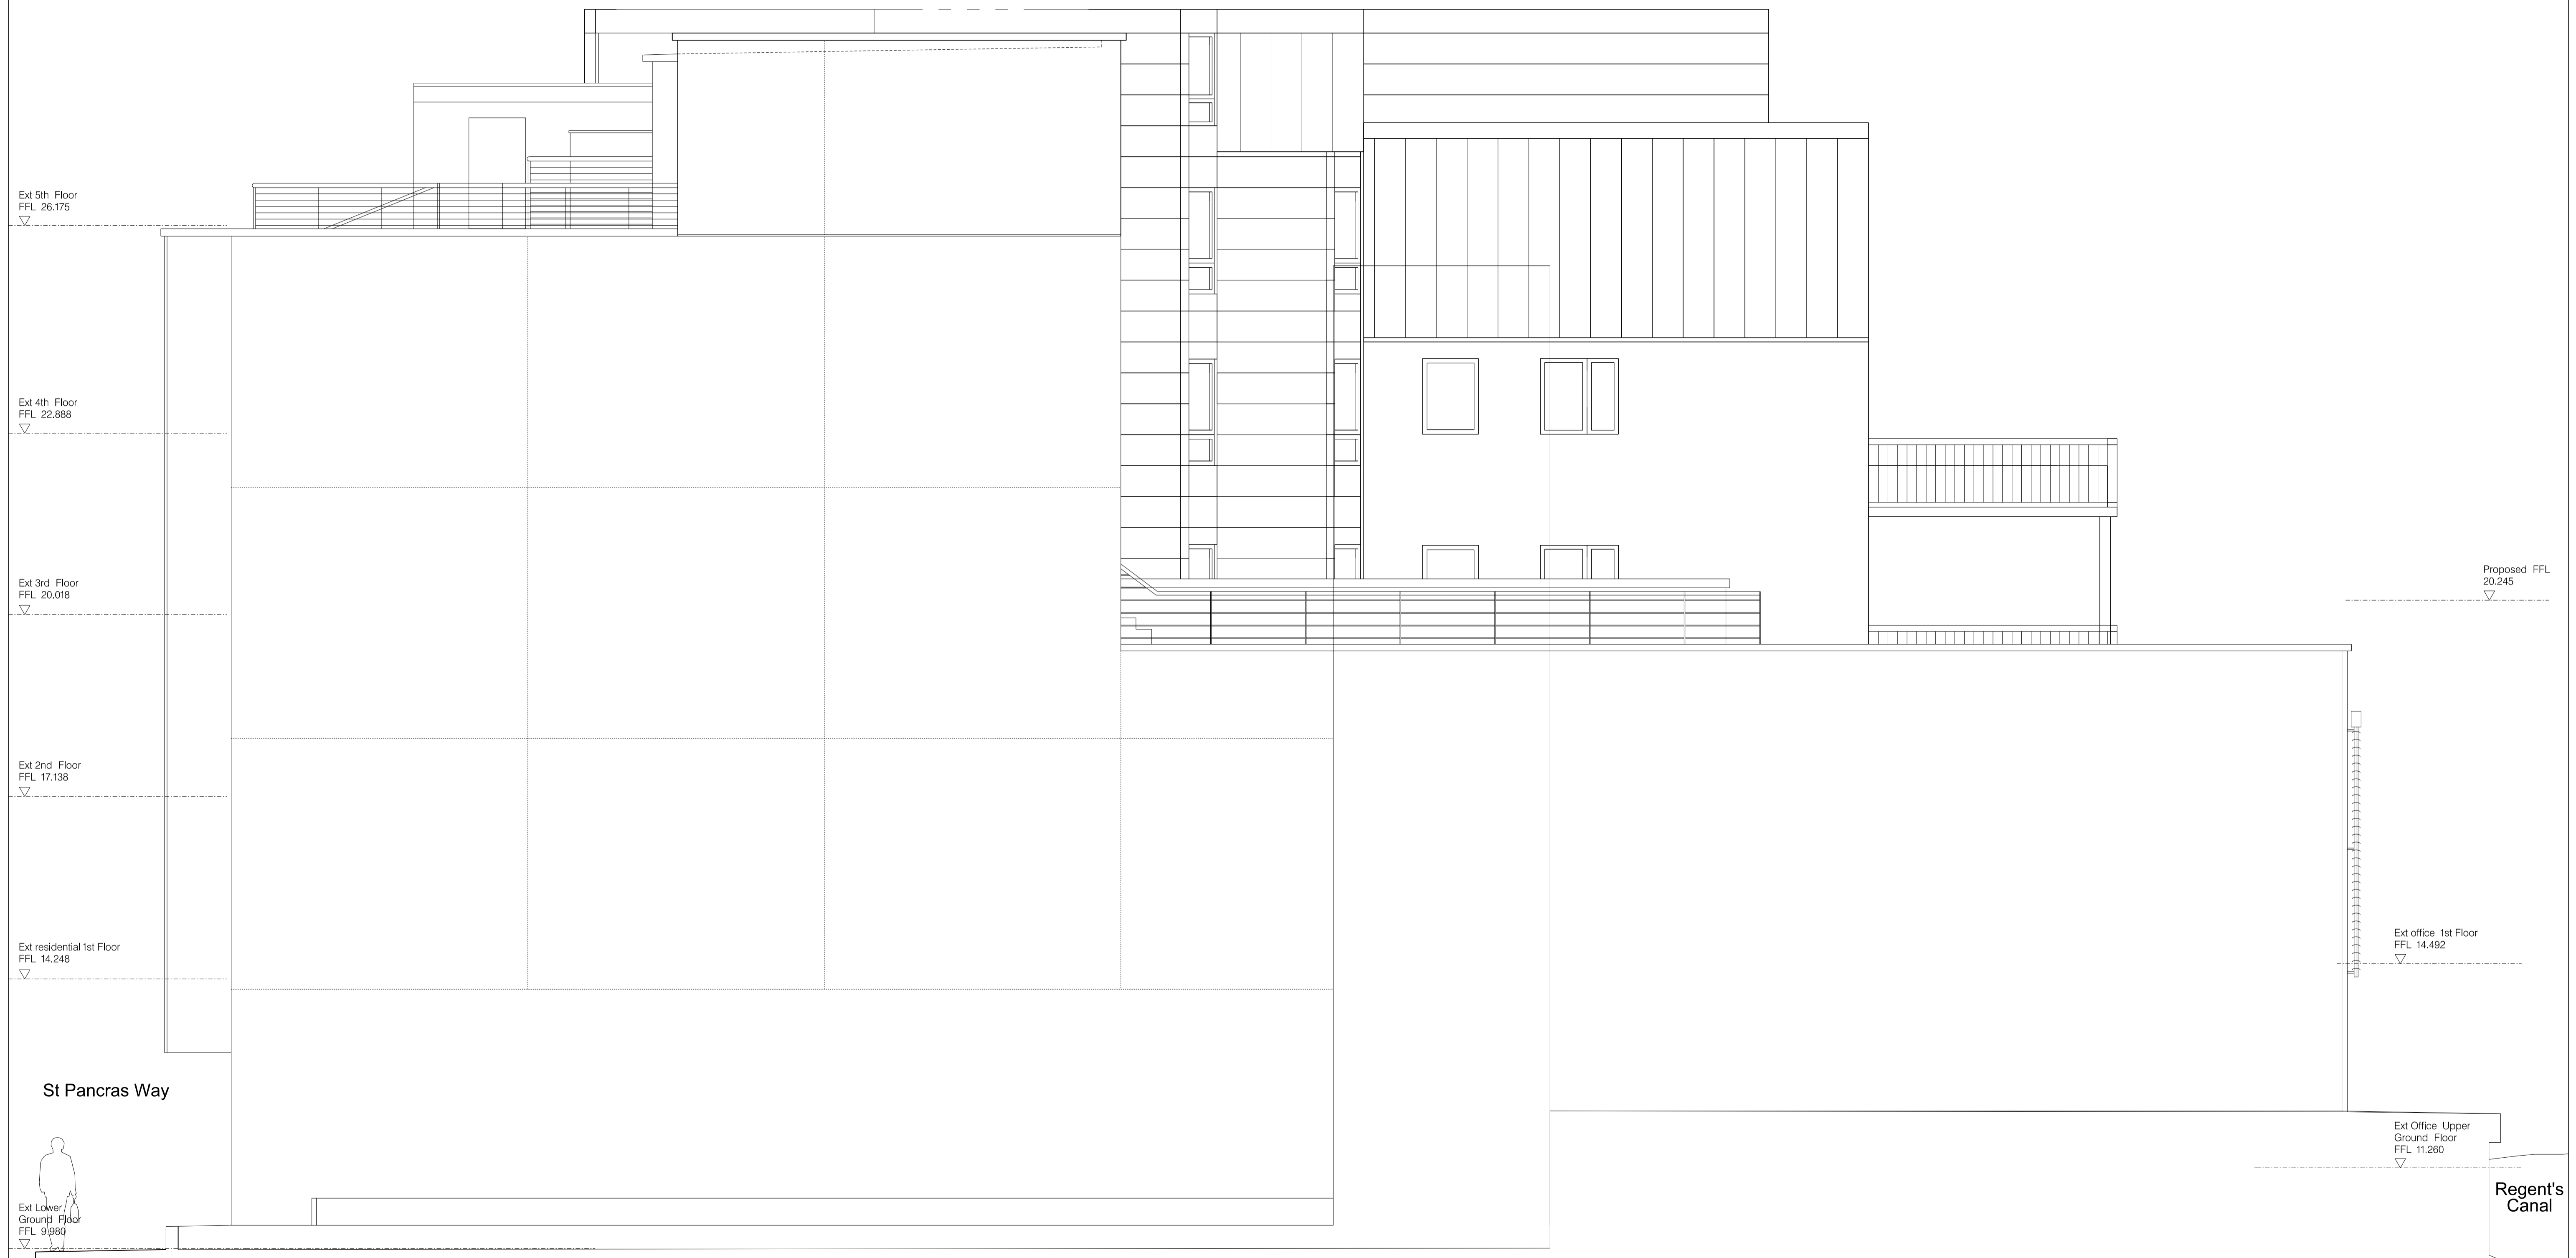 Ext 5th Floor
FFL 26.175
Ext 4th Floor
FFL 22.888
Ext 3rd Floor
FFL 20.018
Ext 2nd Floor
FFL 17.138
Ext residential 1st Floor
FFL 14.248
St Pancras Way
Ext Lower
Ground Floor
FFL 9.980
Proposed FFL
20.245
Ext office 1st Floor
FFL 14.492
Ext Office Upper
Ground Floor
FFL 11.260
Regent's
Canal